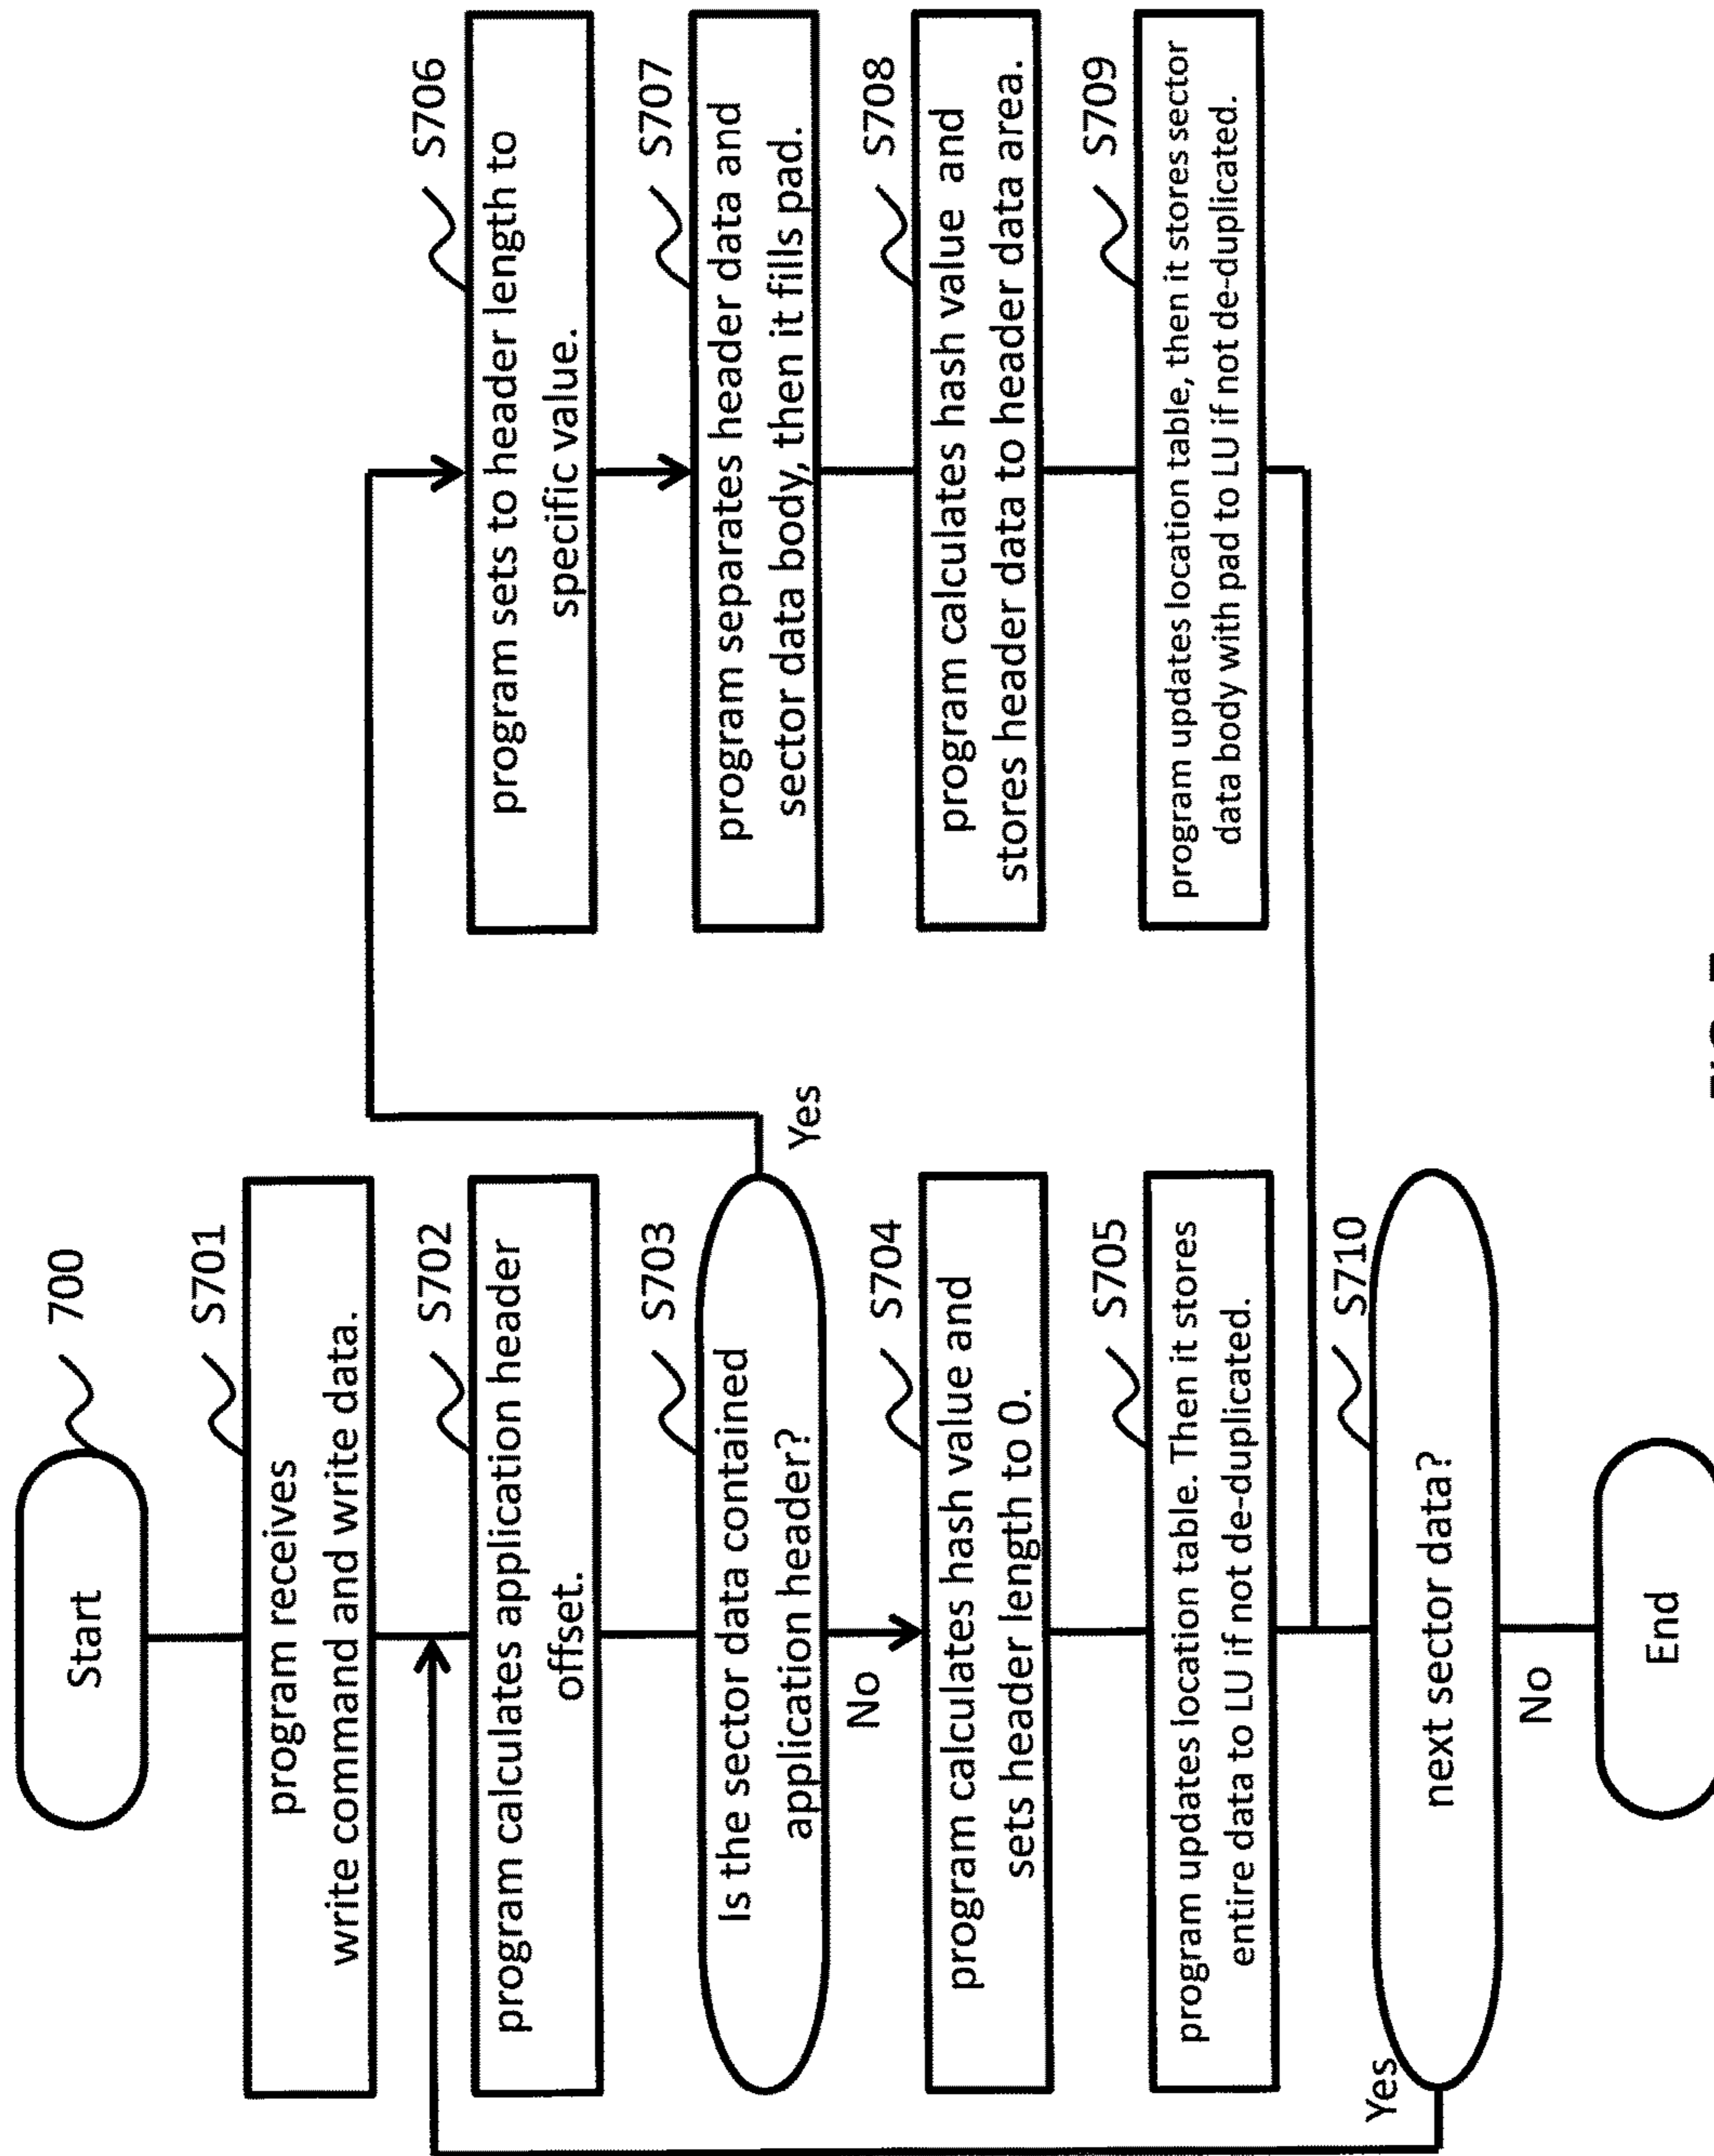 Start
700
S701
program receives
write command and write data.
S702
program calculates application header
offset.
S703
Is the sector data contained
application header?
Yes
No
S704
program calculates hash value and
sets header length to 0.
S705
program updates location table. Then it stores
entire data to LU if not de-duplicated.
S706
program sets to header length to
specific value.
S707
program separates header data and
sector data body, then it fills pad.
S708
program calculates hash value and
stores header data to header data area.
S709
program updates location table, then it stores sector
data body with pad to LU if not de-duplicated.
S710
next sector data?
Yes
No
End